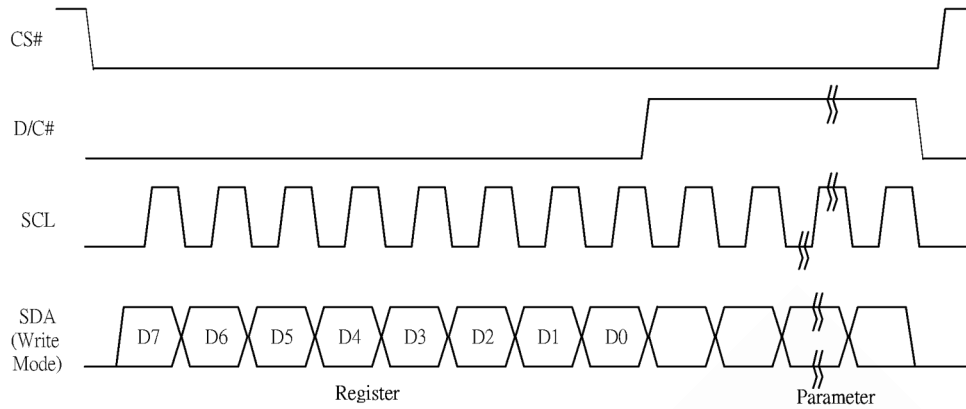 CS#
D/C#
SCL
SDA
(Write
Mode)
D7 D6 D5 D4 D3 D2 D1 D0
Register
Parameter